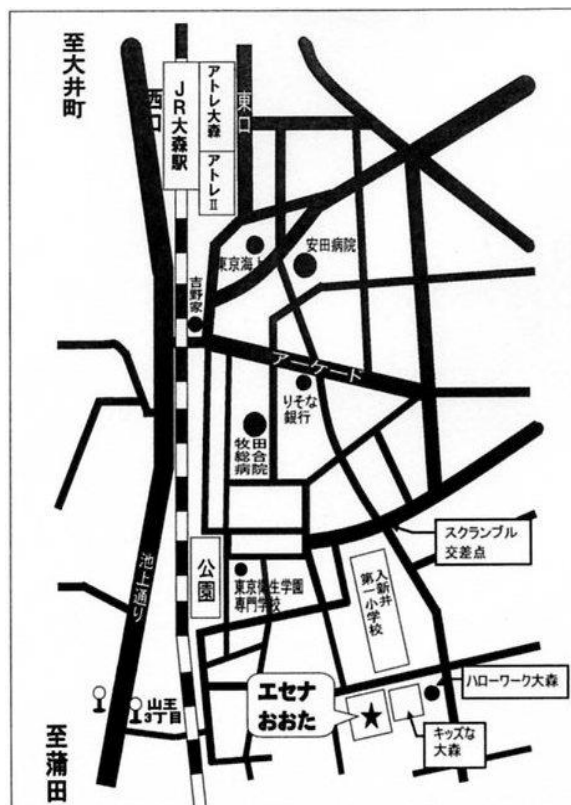 至大井町
西口
JR大森駅
アトレ大森
アトレⅡ
東口
東京海上
安田病院
吉野家
アーケード
りそな
銀行
牧田
総合
病院
スクランブル
交差点
池上通り
公園
東京衛生学園
専門学校
入新井
第一小学校
エセナ
おおた
ハローワーク大森
キッズな
大森
山王
3丁目
至蒲田